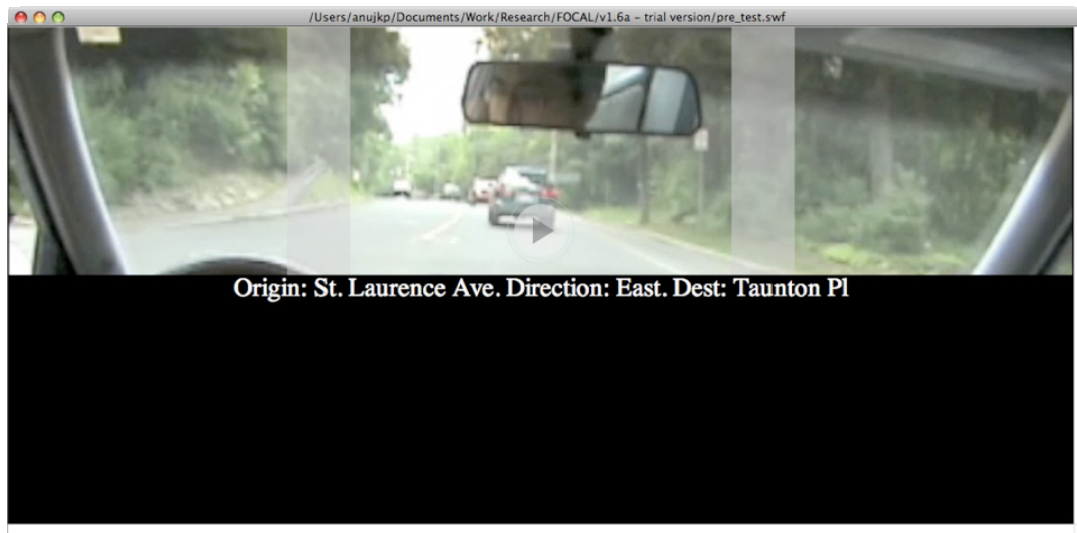 /Users/anujkp/Documents/Work/Research/FOCAL/v1.6a - trial version/pre_test.swf
Origin: St. Laurence Ave. Direction: East. Dest: Taunton Pl